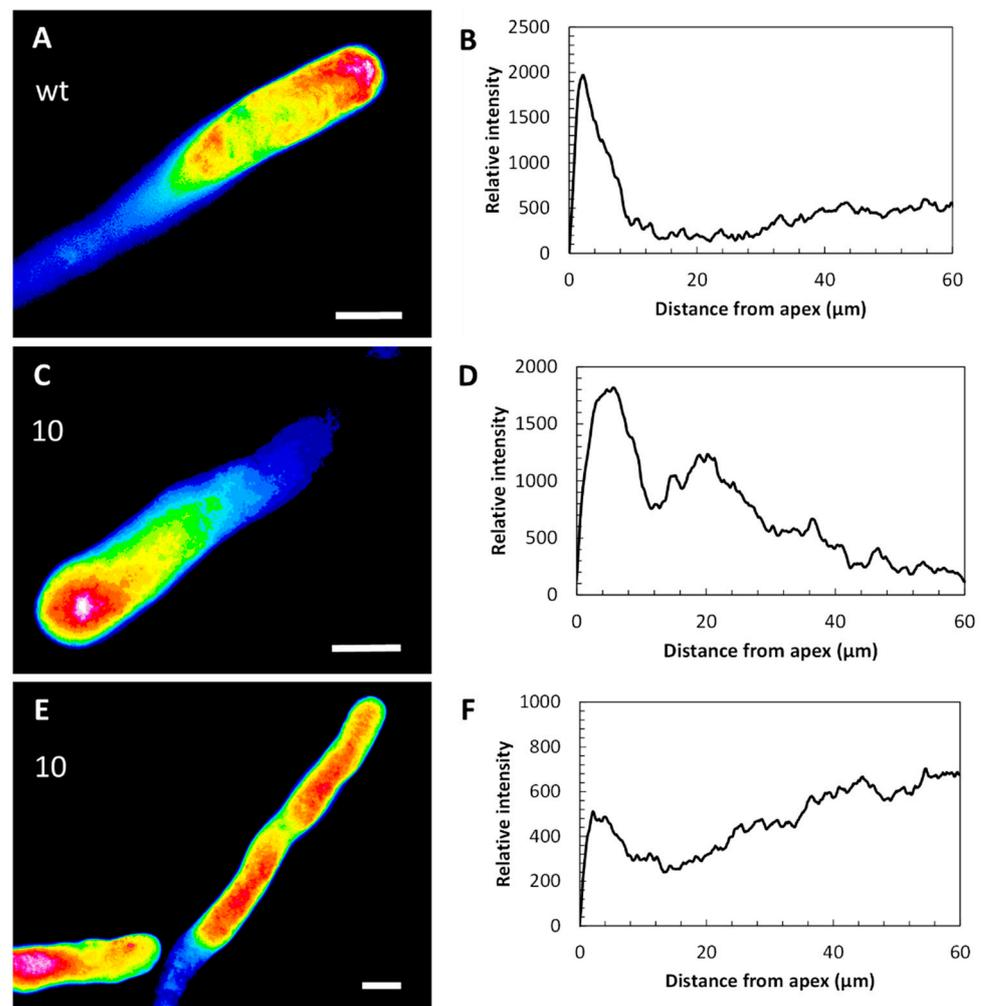 A
wt
B
2500
2000
1500
1000
500
0
0 20 40 60
Relative intensity
Distance from apex (µm)
C
10
D
2000
1500
1000
500
0
0 20 40 60
Relative intensity
Distance from apex (µm)
E
10
F
1000
800
600
400
200
0
0 20 40 60
Relative intensity
Distance from apex (µm)